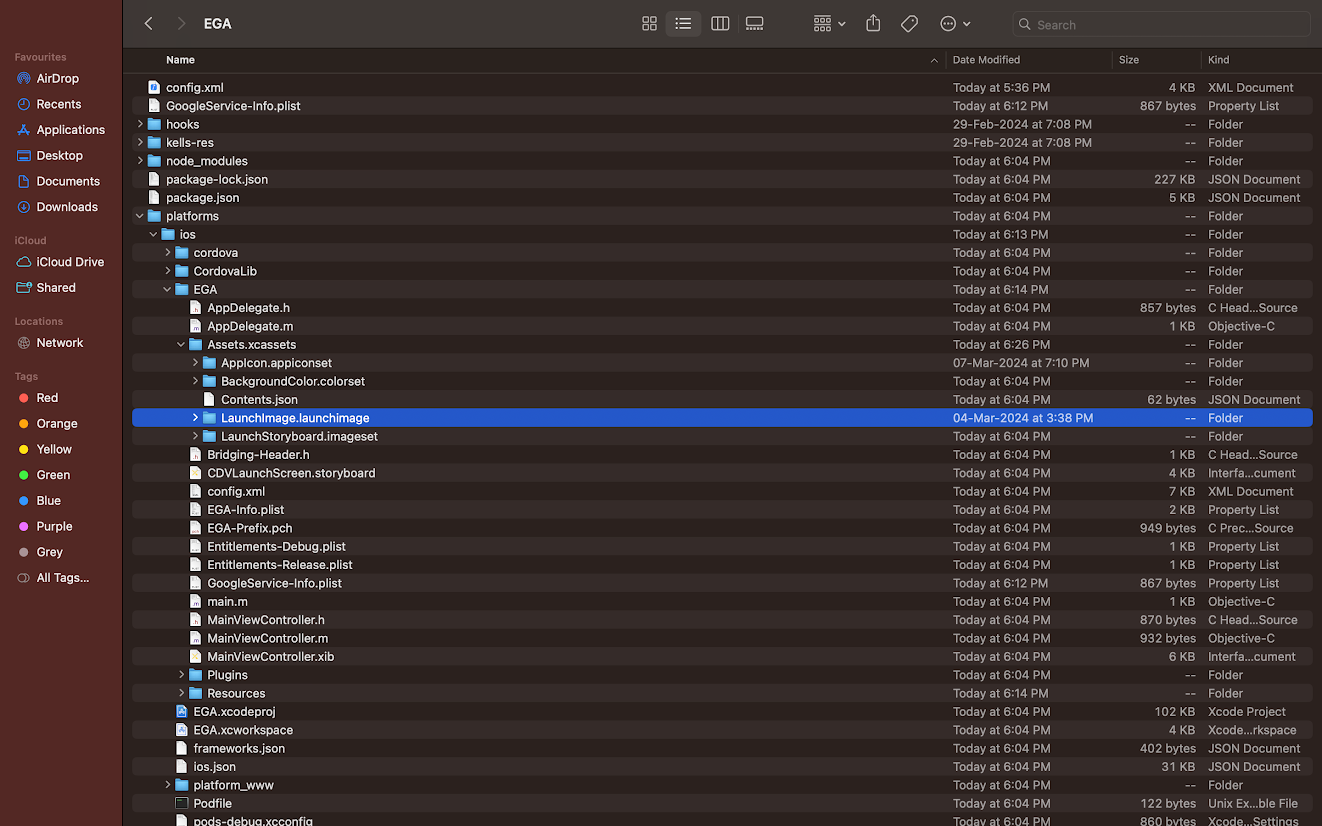 EGA
Search
Favourites
AirDrop
Recents
Applications
Desktop
Documents
Downloads
iCloud
iCloud Drive
Shared
Locations
Network
Tags
Red
Orange
Yellow
Green
Blue
Purple
Grey
All Tags...
Name Date Modified Size Kind
config.xml Today at 5:36 PM 4 KB XML Document
GoogleService-Info.plist Today at 6:12 PM 867 bytes Property List
hooks 29-Feb-2024 at 7:08 PM -- Folder
kells-res 29-Feb-2024 at 7:08 PM -- Folder
node_modules Today at 6:04 PM -- Folder
package-lock.json Today at 6:04 PM 227 KB JSON Document
package.json Today at 6:04 PM 5 KB JSON Document
platforms Today at 6:04 PM -- Folder
ios Today at 6:13 PM -- Folder
cordova Today at 6:04 PM -- Folder
CordovaLib Today at 6:04 PM -- Folder
EGA Today at 6:14 PM -- Folder
AppDelegate.h Today at 6:04 PM 857 bytes C Head...Source
AppDelegate.m Today at 6:04 PM 1 KB Objective-C
Assets.xcassets Today at 6:26 PM -- Folder
AppIcon.appiconset 07-Mar-2024 at 7:10 PM -- Folder
BackgroundColor.colorset Today at 6:04 PM -- Folder
Contents.json Today at 6:04 PM 62 bytes JSON Document
LaunchImage.launchimage 04-Mar-2024 at 3:38 PM -- Folder
LaunchStoryboard.imageset Today at 6:04 PM -- Folder
Bridging-Header.h Today at 6:04 PM 1 KB C Head...Source
CDVLaunchScreen.storyboard Today at 6:04 PM 4 KB Interfa...cument
config.xml Today at 6:04 PM 7 KB XML Document
EGA-Info.plist Today at 6:04 PM 2 KB Property List
EGA-Prefix.pch Today at 6:04 PM 949 bytes C Prec...Source
Entitlements-Debug.plist Today at 6:04 PM 1 KB Property List
Entitlements-Release.plist Today at 6:04 PM 1 KB Property List
GoogleService-Info.plist Today at 6:12 PM 867 bytes Property List
main.m Today at 6:04 PM 1 KB Objective-C
MainViewController.h Today at 6:04 PM 870 bytes C Head...Source
MainViewController.m Today at 6:04 PM 932 bytes Objective-C
MainViewController.xib Today at 6:04 PM 6 KB Interfa...cument
Plugins Today at 6:04 PM -- Folder
Resources Today at 6:14 PM -- Folder
EGA.xcodeproj Today at 6:04 PM 102 KB Xcode Project
EGA.xcworkspace Today at 6:04 PM 4 KB Xcode...rkspace
frameworks.json Today at 6:04 PM 402 bytes JSON Document
ios.json Today at 6:04 PM 31 KB JSON Document
platform_www Today at 6:04 PM -- Folder
Podfile Today at 6:04 PM 122 bytes Unix Ex...ble File
pods-debug.xcconfig Today at 6:04 PM 860 bytes Xcode...Settings